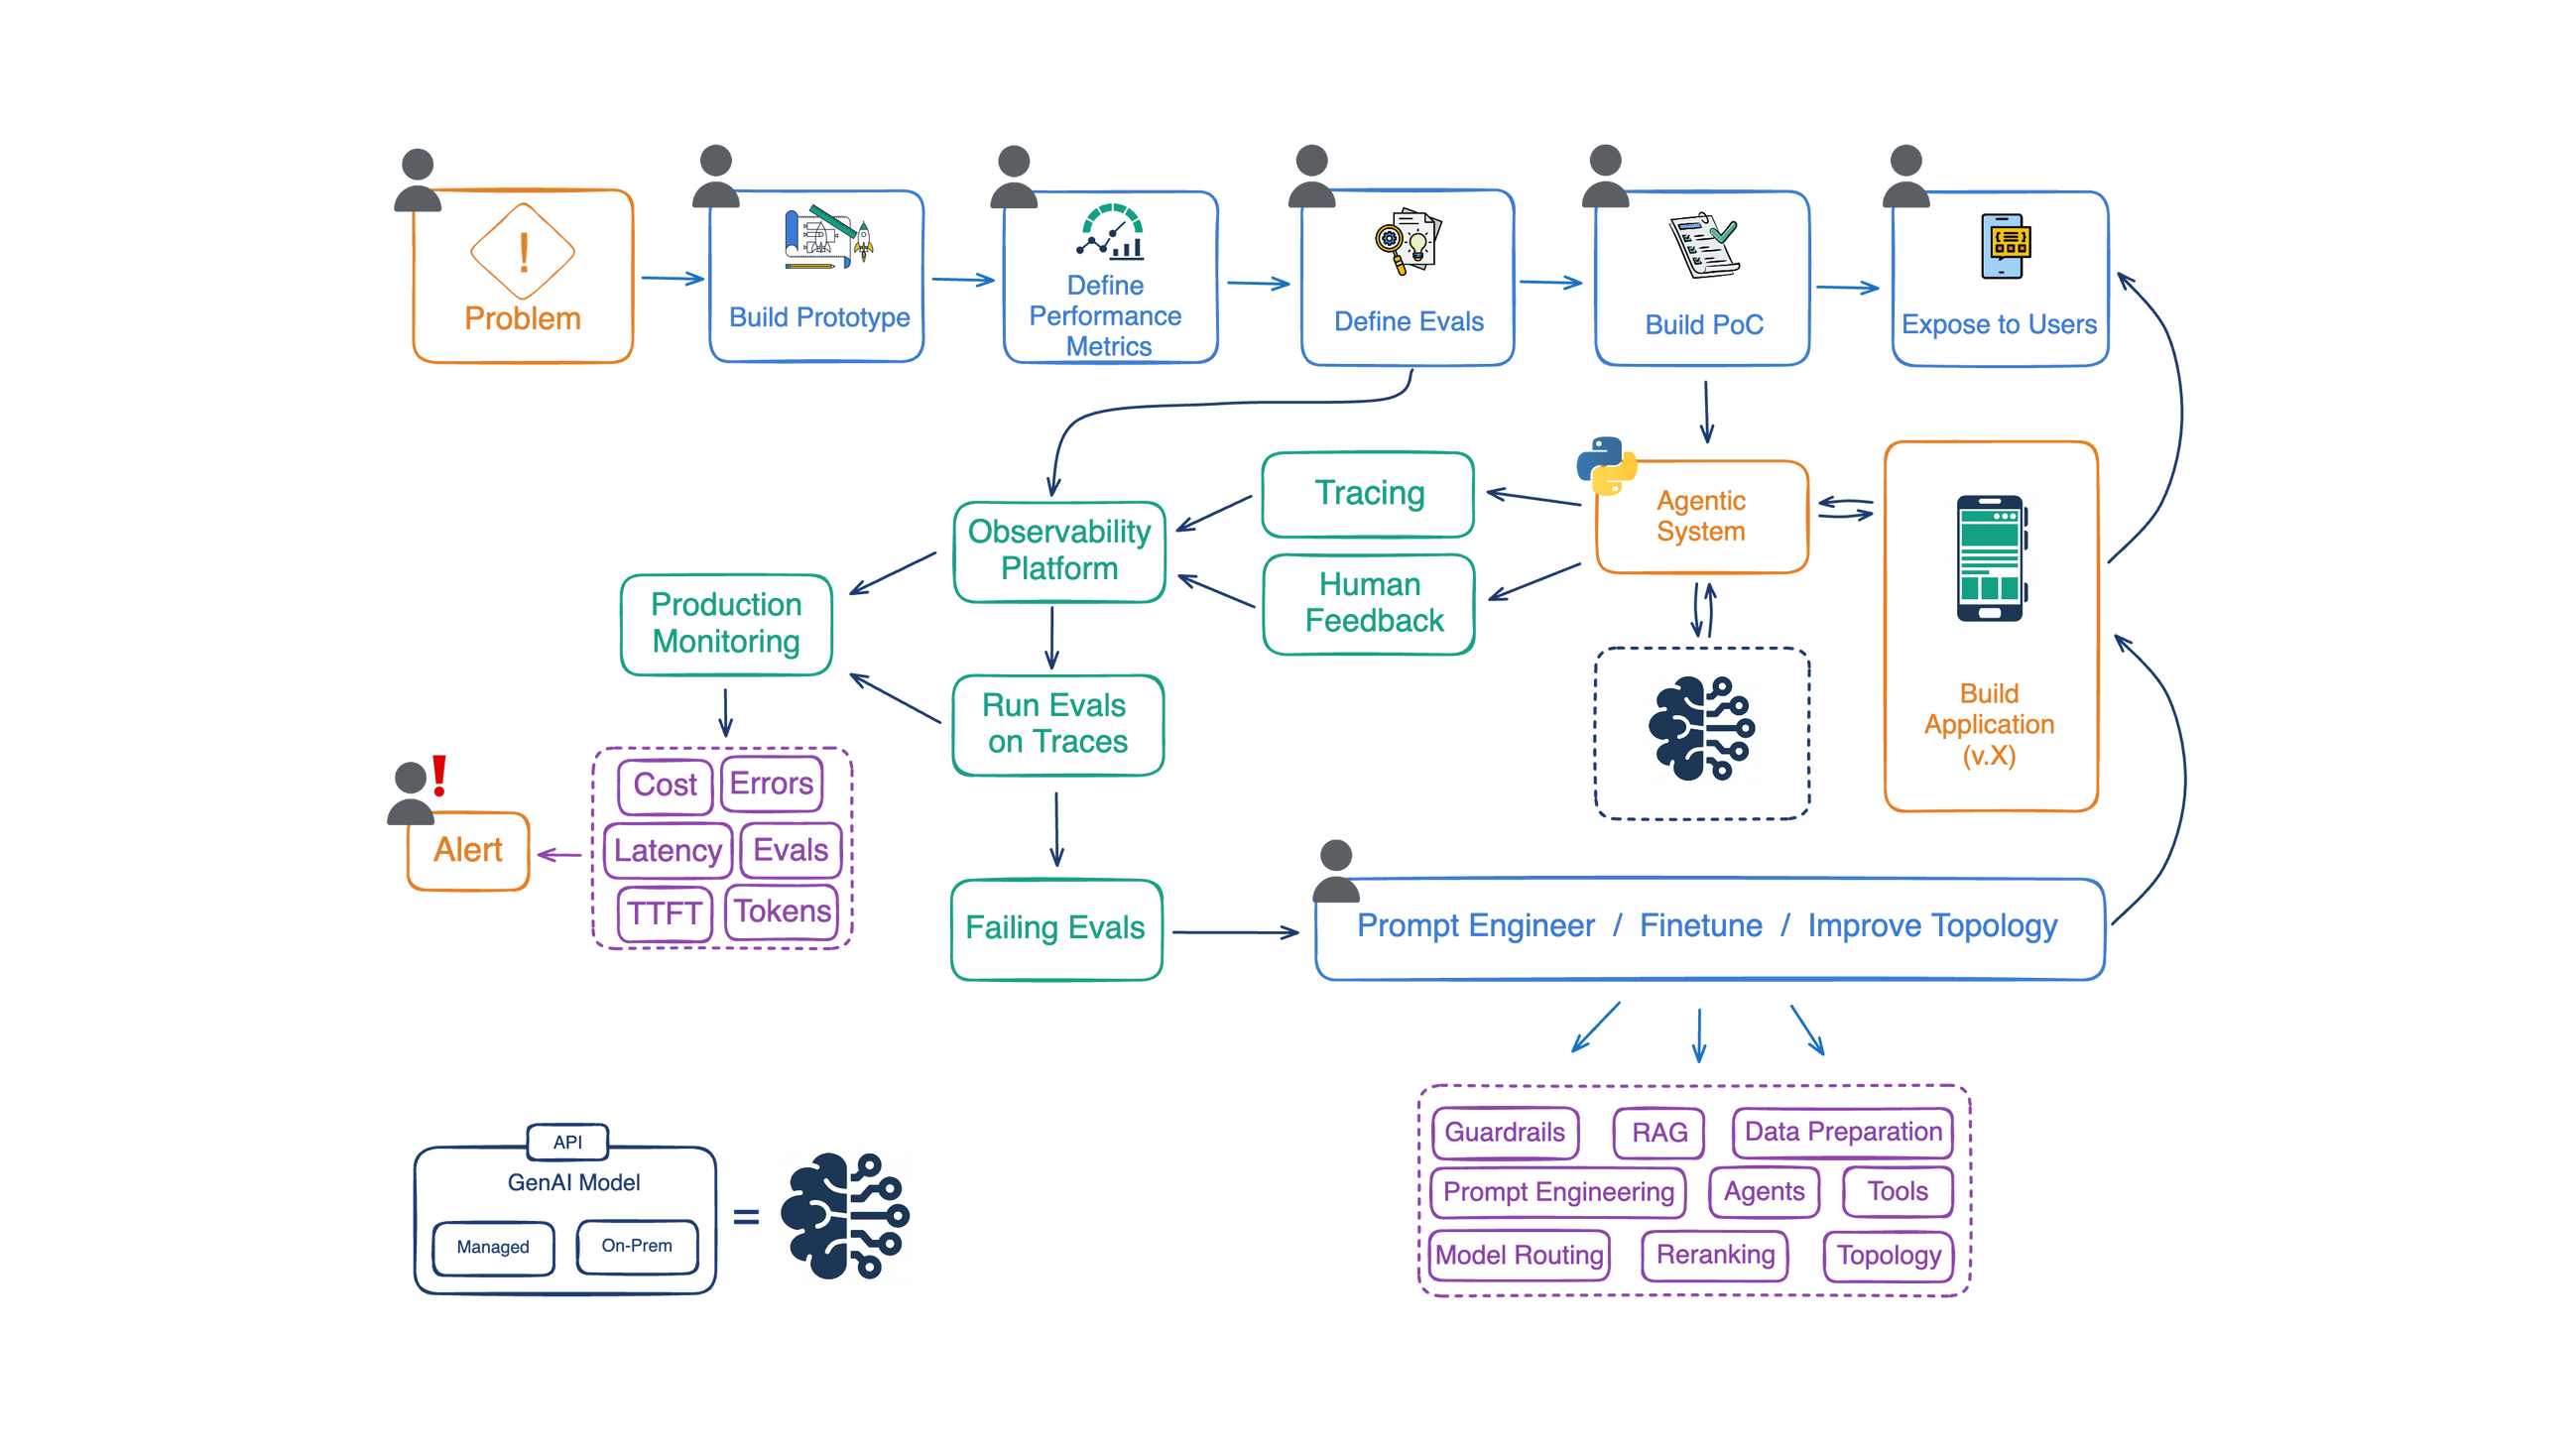 Problem
Build Prototype
Define
Performance
Metrics
Define Evals
Build PoC
Expose to Users
Tracing
Agentic
System
Observability
Platform
Human
Feedback
Production
Monitoring
Run Evals
on Traces
Build
Application
(v.X)
Cost
Errors
Latency
Evals
TTFT
Tokens
!
Alert
Failing Evals
Prompt Engineer / Finetune / Improve Topology
Guardrails
RAG
Data Preparation
Prompt Engineering
Agents
Tools
Model Routing
Reranking
Topology
API
GenAI Model
Managed
On-Prem
=